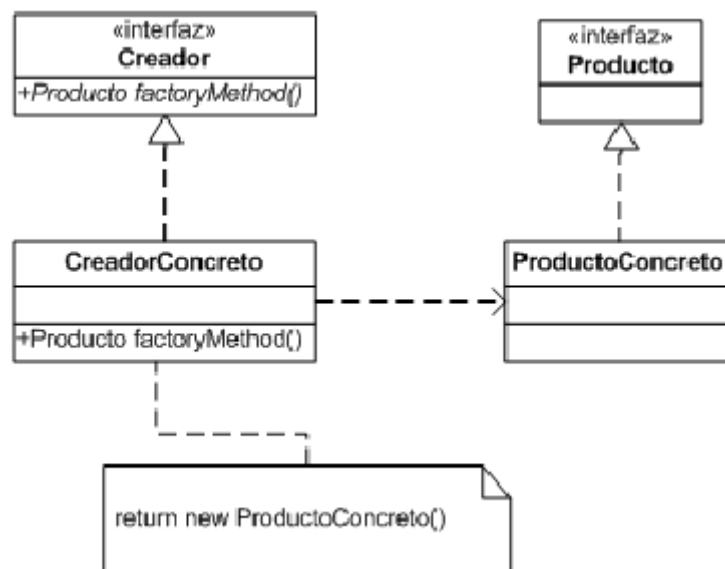 «interfaz»
Creador
+Producto factoryMethod()
«interfaz»
Producto
CreadorConcreto
+Producto factoryMethod()
ProductoConcreto
return new ProductoConcreto()